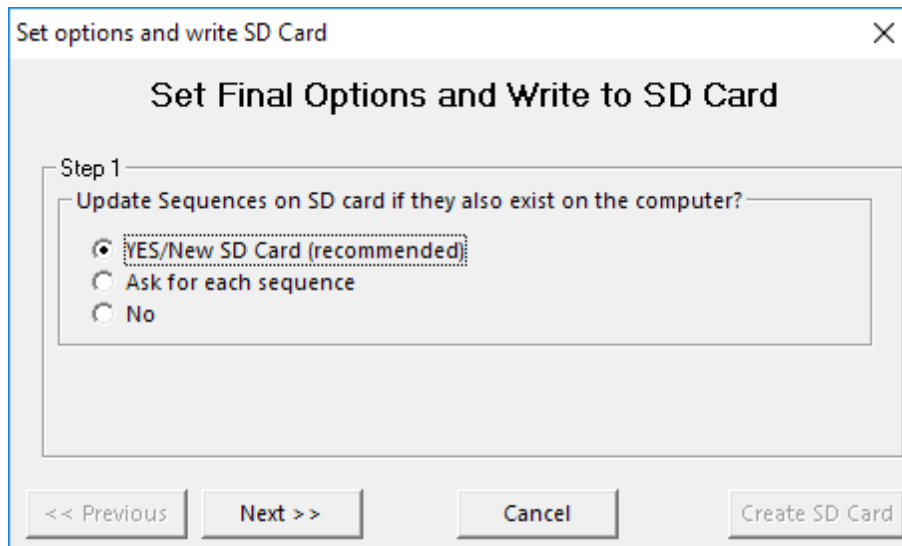 Set options and write SD Card
Set Final Options and Write to SD Card
Step 1
Update Sequences on SD card if they also exist on the computer?
YES/New SD Card (recommended)
Ask for each sequence
No
<< Previous
Next >>
Cancel
Create SD Card